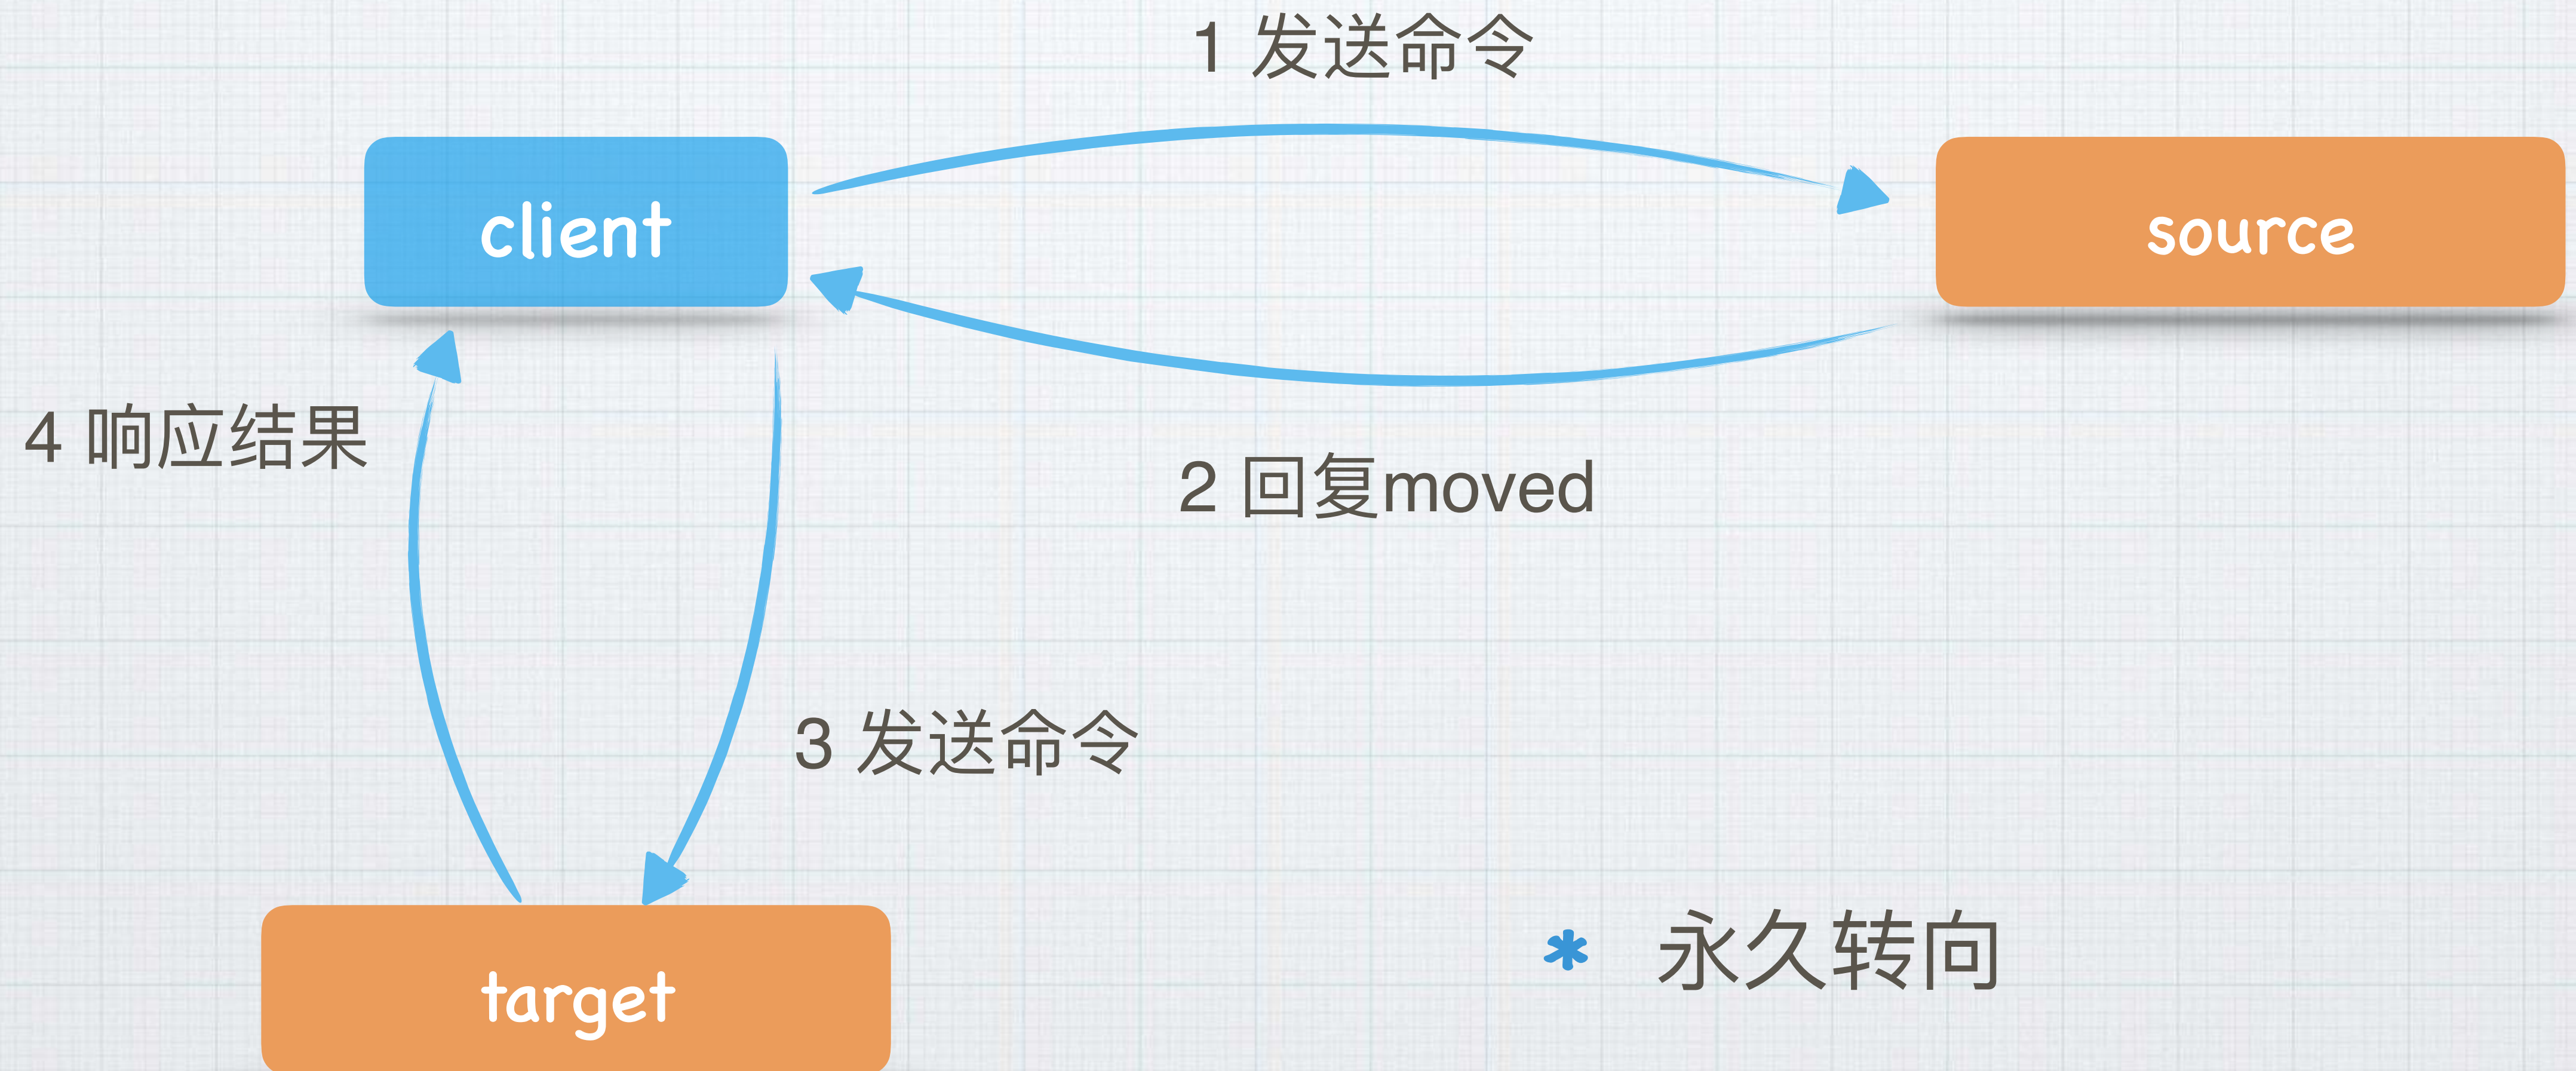 1 发送命令
client
source
4 响应结果
2 回复moved
3 发送命令
target
* 永久转向